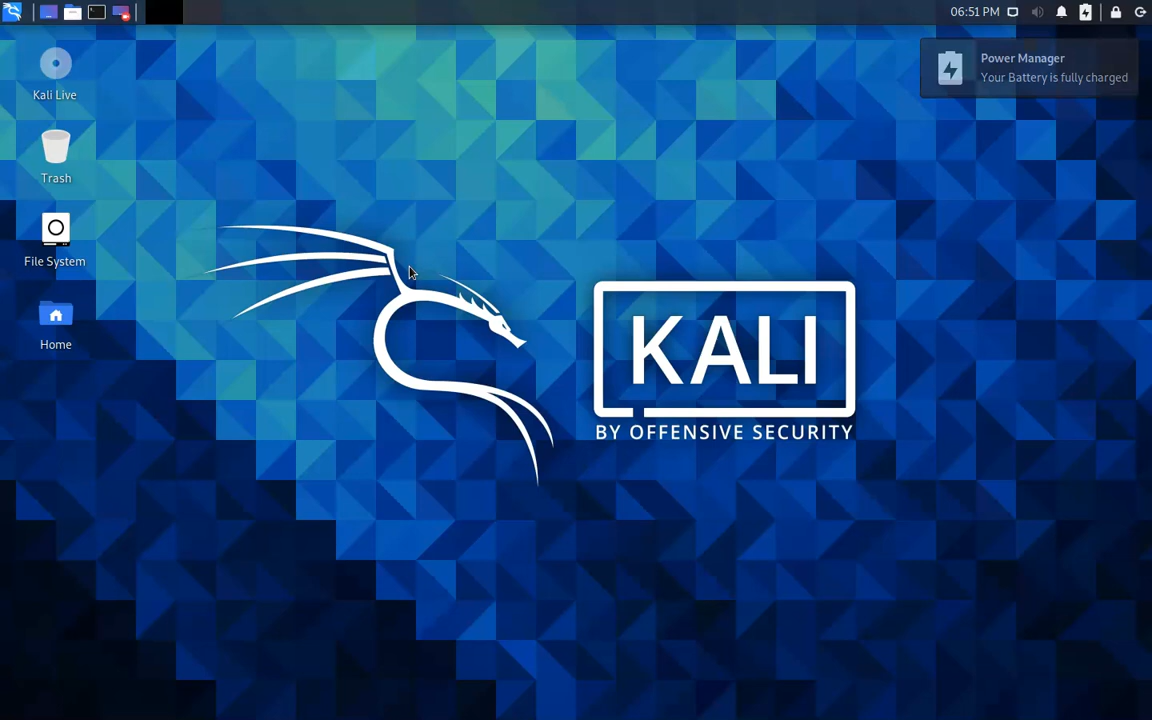 06:51 PM
Power Manager
Your Battery is fully charged
Kali Live
Trash
File System
Home
KALI
BY OFFENSIVE SECURITY